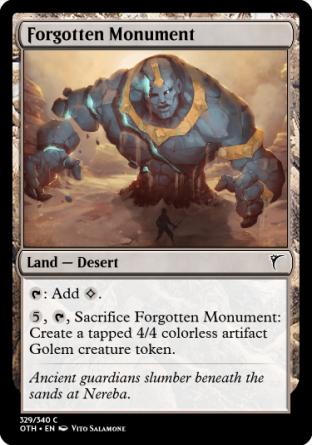 Forgotten Monument
Land — Desert
: Add .
5, , Sacrifice Forgotten Monument:
Create a tapped 4/4 colorless artifact
Golem creature token.
Ancient guardians slumber beneath the
sands at Nereba.
329/340 C
OTH • EN Vito Salamone